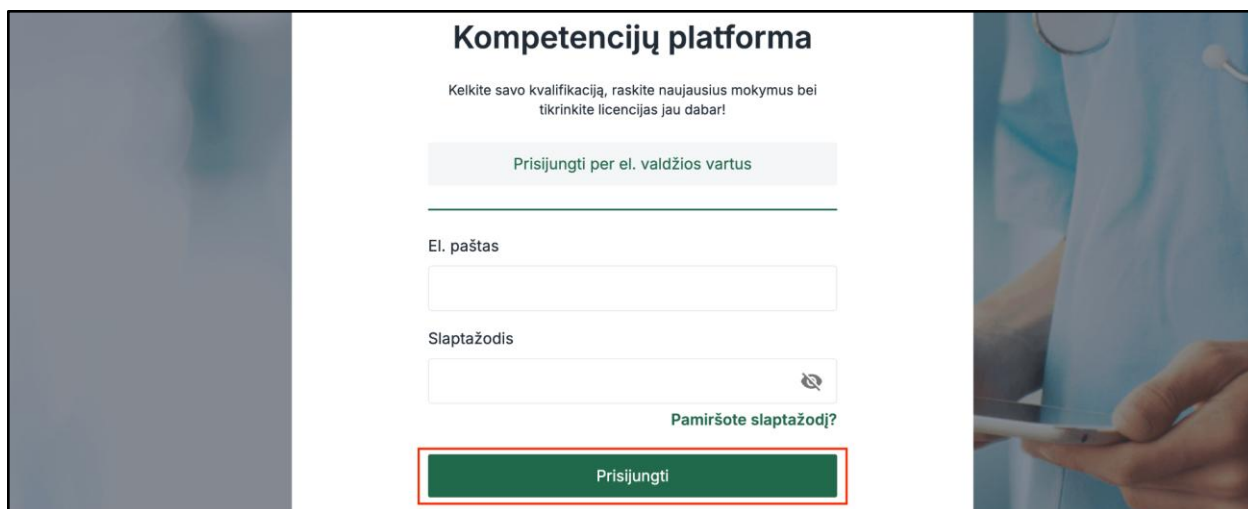 Kompetencijų platforma
Kelkite savo kvalifikaciją, raskite naujausius mokymus bei
tikrinkite licencijas jau dabar!
Prisijungti per el. valdžios vartus
El. paštas
Slaptažodis
Pamiršote slaptažodį?
Prisijungti